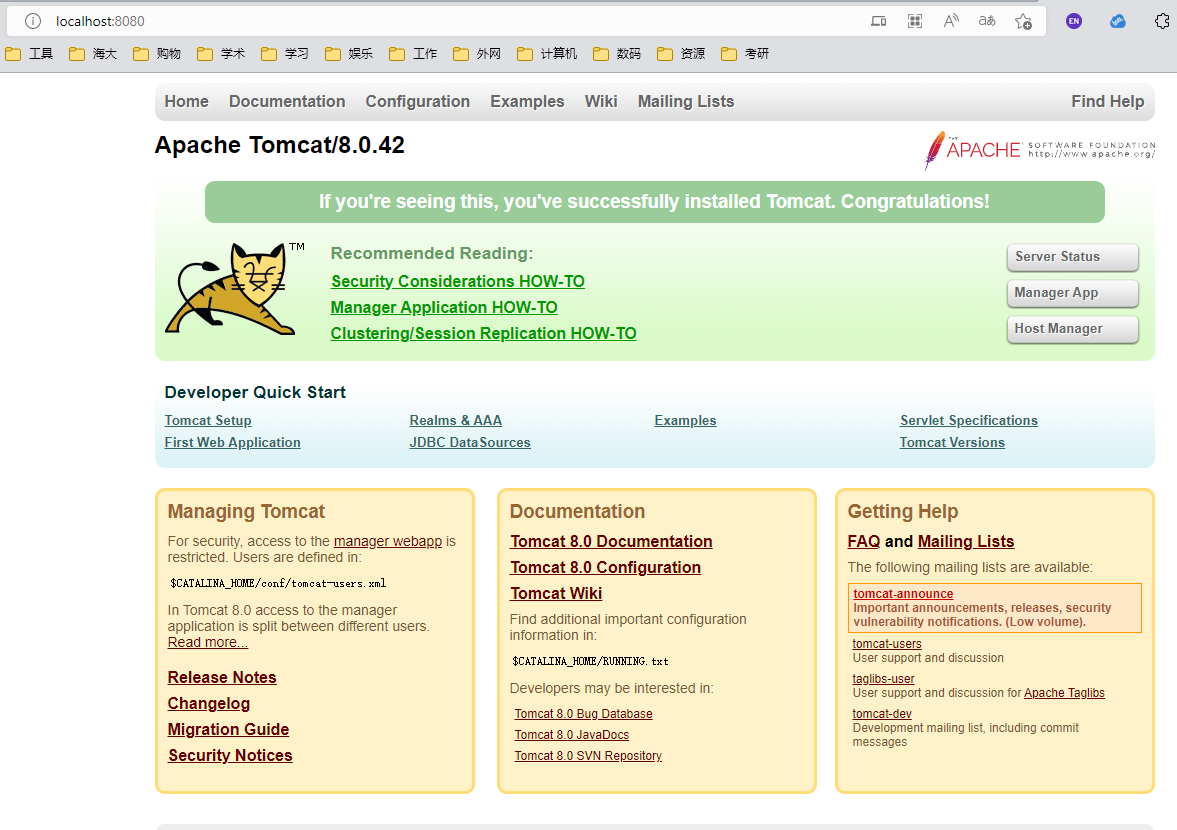 localhost:8080
EN
工具 海大 购物 学术 学习 娱乐 工作 外网 计算机 数码 资源 考研
Home Documentation Configuration Examples Wiki Mailing Lists Find Help
Apache Tomcat/8.0.42
THE APACHE SOFTWARE FOUNDATION
http://www.apache.org/
If you're seeing this, you've successfully installed Tomcat. Congratulations!
TM
Recommended Reading:
Security Considerations HOW-TO
Manager Application HOW-TO
Clustering/Session Replication HOW-TO
Server Status
Manager App
Host Manager
Developer Quick Start
Tomcat Setup
First Web Application
Realms & AAA
JDBC DataSources
Examples
Servlet Specifications
Tomcat Versions
Managing Tomcat
For security, access to the manager webapp is
restricted. Users are defined in:
$CATALINA_HOME/conf/tomcat-users.xml
In Tomcat 8.0 access to the manager
application is split between different users.
Read more...
Release Notes
Changelog
Migration Guide
Security Notices
Documentation
Tomcat 8.0 Documentation
Tomcat 8.0 Configuration
Tomcat Wiki
Find additional important configuration
information in:
$CATALINA_HOME/RUNNING.txt
Developers may be interested in:
Tomcat 8.0 Bug Database
Tomcat 8.0 JavaDocs
Tomcat 8.0 SVN Repository
Getting Help
FAQ and Mailing Lists
The following mailing lists are available:
tomcat-announce
Important announcements, releases, security
vulnerability notifications. (Low volume).
tomcat-users
User support and discussion
taglibs-user
User support and discussion for Apache Taglibs
tomcat-dev
Development mailing list, including commit
messages